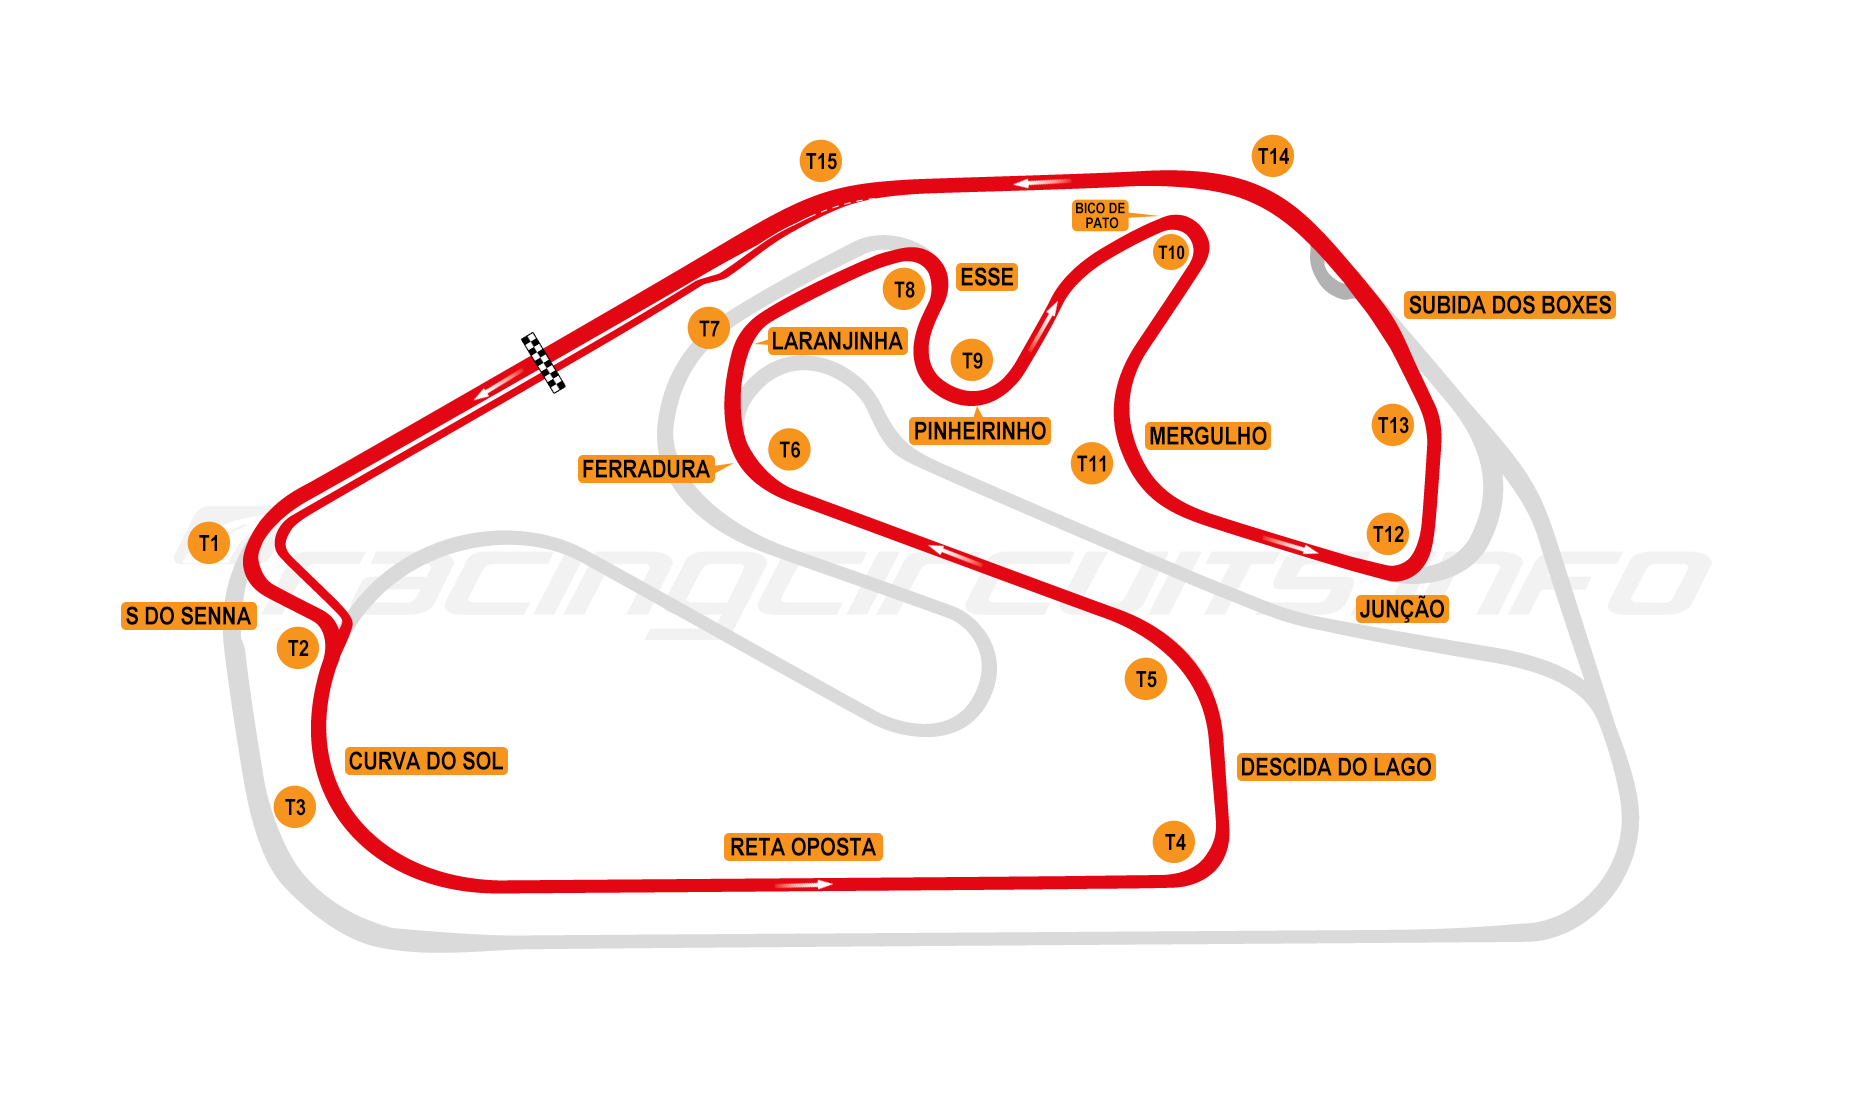 T15
T14
BICO DE
PATO
T10
ESSE
T8
SUBIDA DOS BOXES
T7
LARANJINHA
T9
T13
PINHEIRINHO
MERGULHO
T6
FERRADURA
T11
T12
T1
racingcircuits.info
JUNÇÃO
S DO SENNA
T2
T5
CURVA DO SOL
DESCIDA DO LAGO
T3
RETA OPOSTA
T4